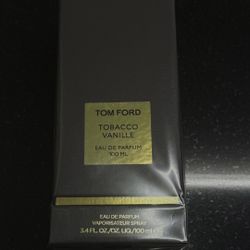 TOM FORD
TOBACCO
VANILLE
EAU DE PARFUM
100 ML
EAU DE PARFUM
VAPORISATEUR SPRAY
3.4 FL.OZ./OZ. LIQ/100 ml